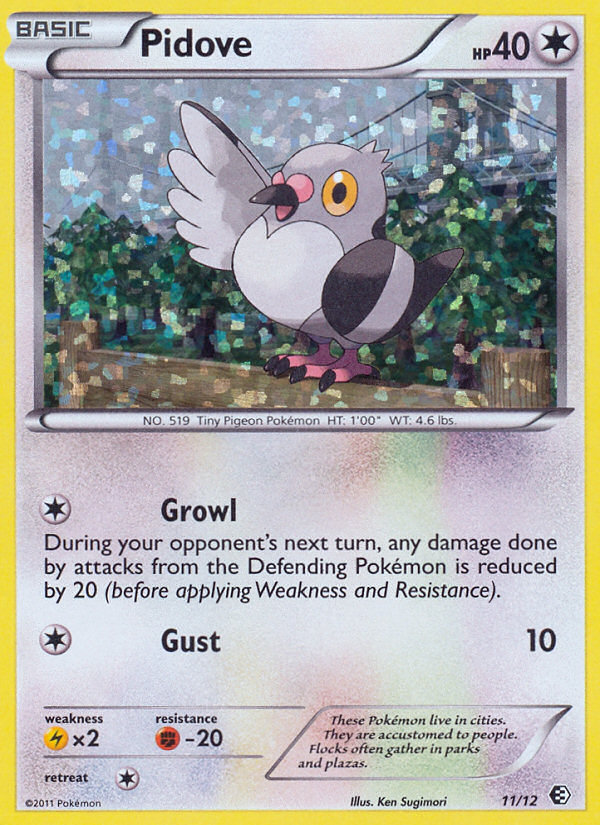 BASIC
Pidove
HP40
NO. 519 Tiny Pigeon Pokémon HT: 1'00" WT: 4.6 lbs.
Growl
During your opponent's next turn, any damage done
by attacks from the Defending Pokémon is reduced
by 20 (before applying Weakness and Resistance).
Gust 10
weakness resistance
×2 -20
retreat
These Pokémon live in cities.
They are accustomed to people.
Flocks often gather in parks
and plazas.
©2011 Pokémon Illus. Ken Sugimori 11/12